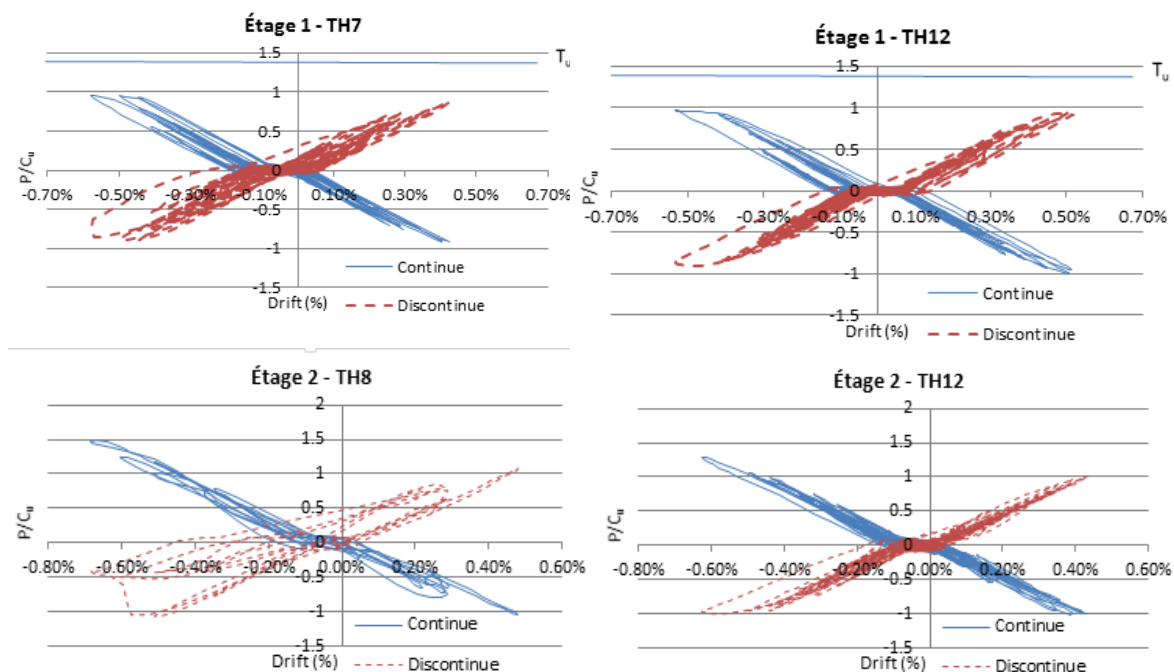 Étage 1 - TH7
1.5
1
0.5
0
-0.5
-1
-1.5
-0.70% -0.50% -0.30% -0.10% 0.10% 0.30% 0.50% 0.70%
P/Cu
Tu
Drift (%)
Continue
Discontinue
Étage 1 - TH12
1.5
1
0.5
0
-0.5
-1
-1.5
-0.70% -0.50% -0.30% -0.10% 0.10% 0.30% 0.50% 0.70%
P/Cu
Tu
Drift (%)
Continue
Discontinue
Étage 2 - TH8
2
1.5
1
0.5
0
-0.5
-1
-1.5
-0.80% -0.60% -0.40% -0.20% 0.00% 0.20% 0.40% 0.60%
P/Cu
Drift (%)
Continue
Discontinue
Étage 2 - TH12
2
1.5
1
0.5
0
-0.5
-1
-1.5
-0.80% -0.60% -0.40% -0.20% 0.00% 0.20% 0.40% 0.60%
P/Cu
Drift (%)
Continue
Discontinue